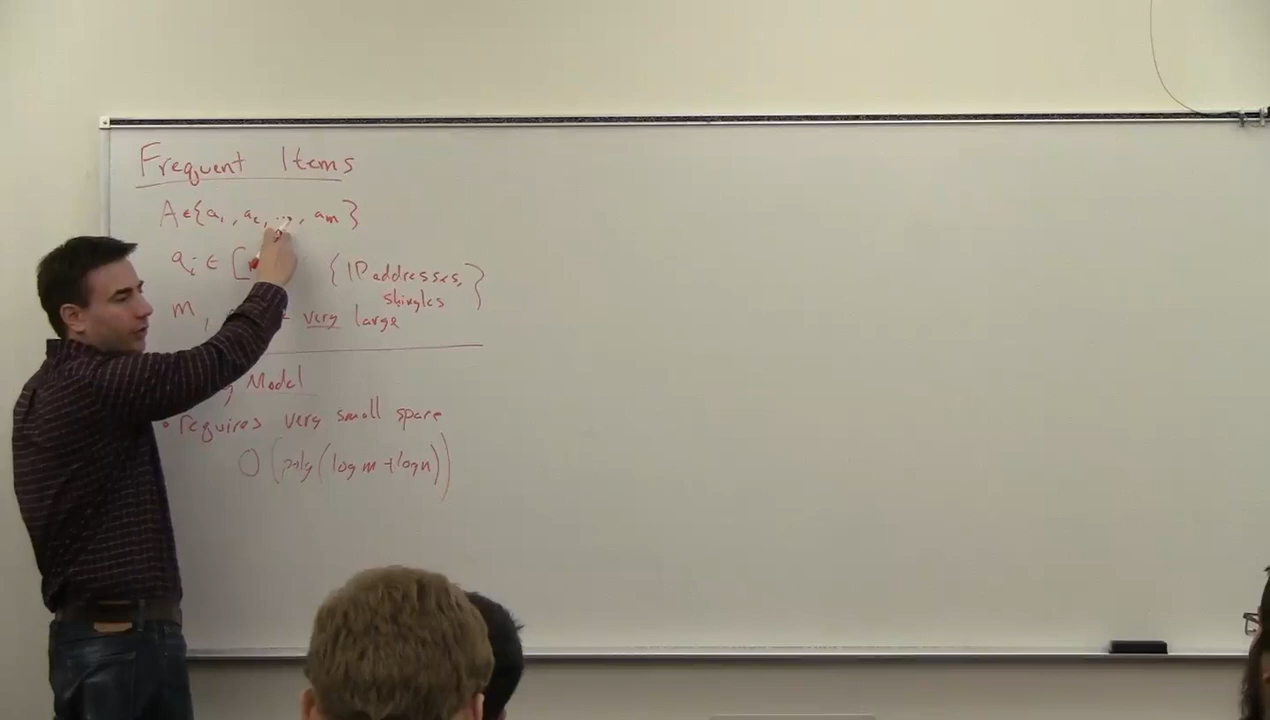 Frequent Items
A ∈ {a₁, a₂, ..., aₘ}
aᵢ ∈ [ { IP addresses, }
shingles
m, very large
Model
• requires very small space
O(poly(log m + log n))